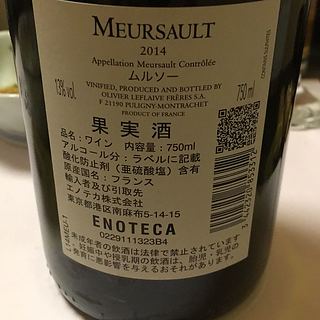 MEURSAULT
2014
Appellation Meursault Contrôlée
ムルソー
13% vol.
VINIFIED, PRODUCED AND BOTTLED BY
OLIVIER LEFLAIVE FRÈRES S.A.
F 21190 PULIGNY-MONTRACHET
PRODUCT OF FRANCE
750 ml
CONTAINS SULFITES
果実酒
品名：ワイン　内容量：750ml
アルコール分：ラベルに記載
酸化防止剤（亜硫酸塩）含有
原産国名：フランス
輸入者及び引取先
エノテカ株式会社
東京都港区南麻布5-14-15
ENOTECA
0229111323B4
未成年者の飲酒は法律で禁止されています。
妊娠中や授乳期の飲酒は、胎児・乳児の
発育に悪影響を与えるおそれがあります。